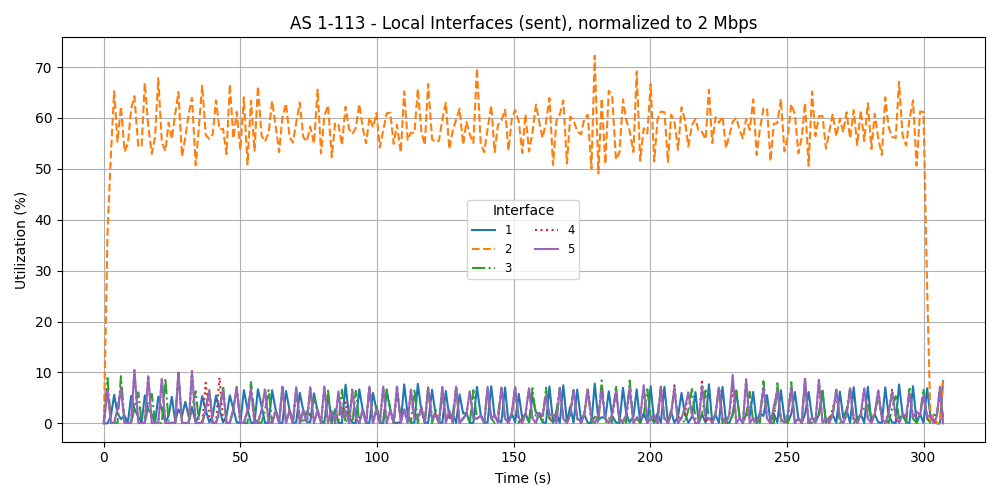 AS 1-113 - Local Interfaces (sent), normalized to 2 Mbps
Utilization (%)
70
60
50
40
30
20
10
0
Interface
1 4
2 5
3
0 50 100 150 200 250 300
Time (s)